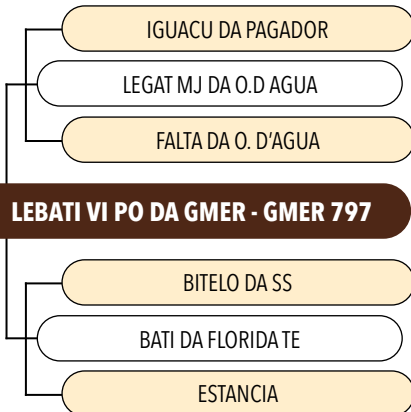 IGUACU DA PAGADOR
LEGAT MJ DA O.D AGUA
FALTA DA O. D'AGUA
LEBATI VI PO DA GMER - GMER 797
BITELO DA SS
BATI DA FLORIDA TE
ESTANCIA